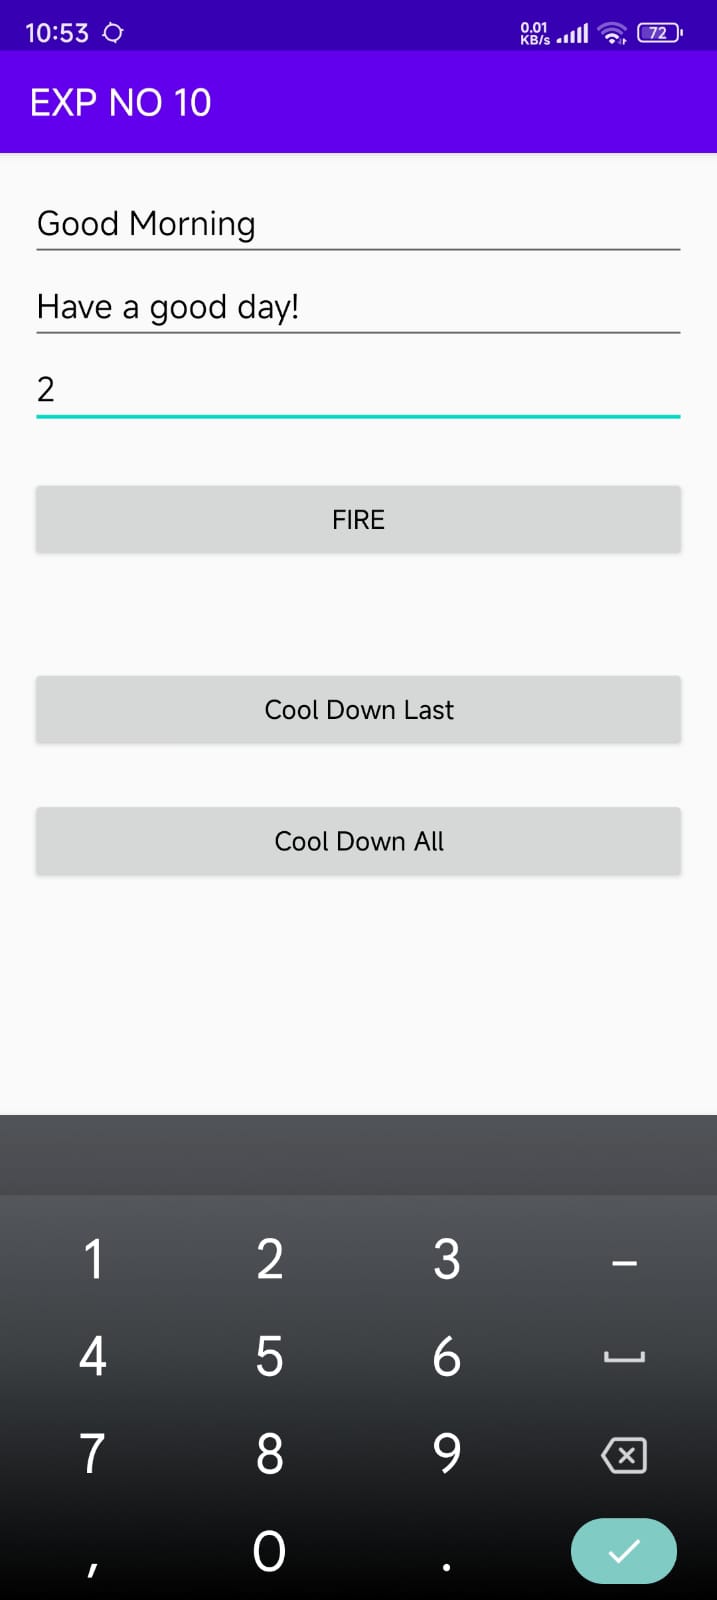 10:53 0.01 KB/s 72
EXP NO 10
Good Morning
Have a good day!
2
FIRE
Cool Down Last
Cool Down All
1 2 3 –
4 5 6
7 8 9
, 0 .